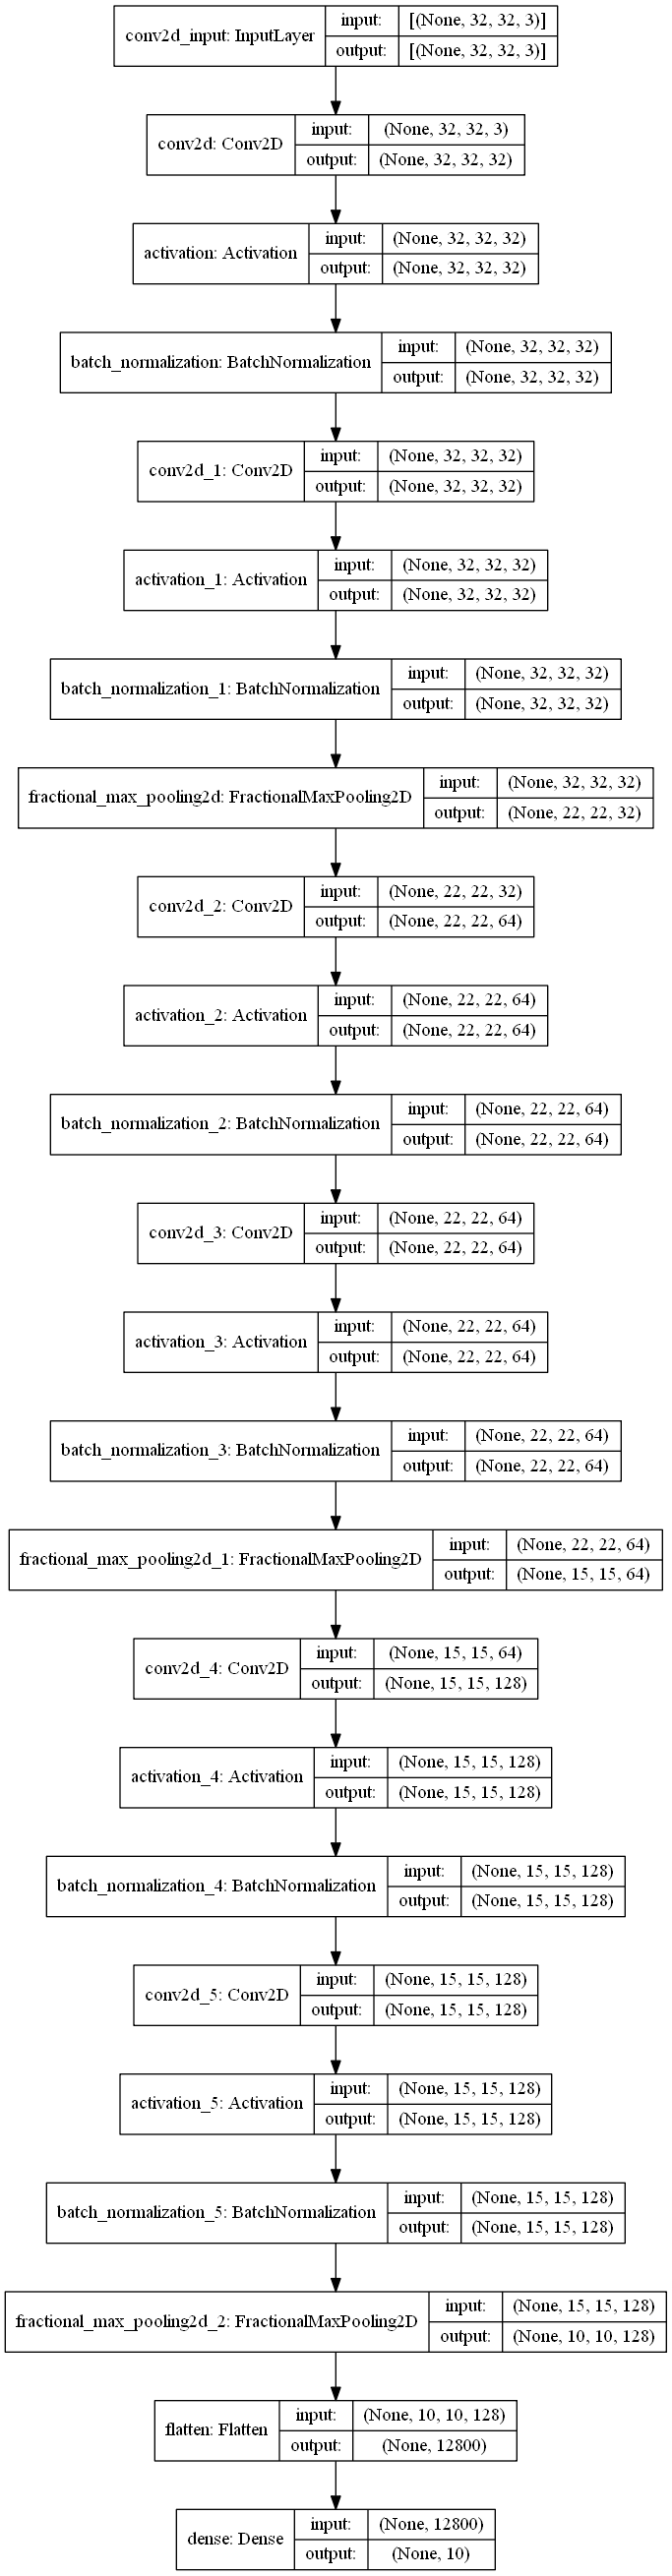 conv2d_input: InputLayer
input: [(None, 32, 32, 3)]
output: [(None, 32, 32, 3)]
conv2d: Conv2D
input: (None, 32, 32, 3)
output: (None, 32, 32, 32)
activation: Activation
input: (None, 32, 32, 32)
output: (None, 32, 32, 32)
batch_normalization: BatchNormalization
input: (None, 32, 32, 32)
output: (None, 32, 32, 32)
conv2d_1: Conv2D
input: (None, 32, 32, 32)
output: (None, 32, 32, 32)
activation_1: Activation
input: (None, 32, 32, 32)
output: (None, 32, 32, 32)
batch_normalization_1: BatchNormalization
input: (None, 32, 32, 32)
output: (None, 32, 32, 32)
fractional_max_pooling2d: FractionalMaxPooling2D
input: (None, 32, 32, 32)
output: (None, 22, 22, 32)
conv2d_2: Conv2D
input: (None, 22, 22, 32)
output: (None, 22, 22, 64)
activation_2: Activation
input: (None, 22, 22, 64)
output: (None, 22, 22, 64)
batch_normalization_2: BatchNormalization
input: (None, 22, 22, 64)
output: (None, 22, 22, 64)
conv2d_3: Conv2D
input: (None, 22, 22, 64)
output: (None, 22, 22, 64)
activation_3: Activation
input: (None, 22, 22, 64)
output: (None, 22, 22, 64)
batch_normalization_3: BatchNormalization
input: (None, 22, 22, 64)
output: (None, 22, 22, 64)
fractional_max_pooling2d_1: FractionalMaxPooling2D
input: (None, 22, 22, 64)
output: (None, 15, 15, 64)
conv2d_4: Conv2D
input: (None, 15, 15, 64)
output: (None, 15, 15, 128)
activation_4: Activation
input: (None, 15, 15, 128)
output: (None, 15, 15, 128)
batch_normalization_4: BatchNormalization
input: (None, 15, 15, 128)
output: (None, 15, 15, 128)
conv2d_5: Conv2D
input: (None, 15, 15, 128)
output: (None, 15, 15, 128)
activation_5: Activation
input: (None, 15, 15, 128)
output: (None, 15, 15, 128)
batch_normalization_5: BatchNormalization
input: (None, 15, 15, 128)
output: (None, 15, 15, 128)
fractional_max_pooling2d_2: FractionalMaxPooling2D
input: (None, 15, 15, 128)
output: (None, 10, 10, 128)
flatten: Flatten
input: (None, 10, 10, 128)
output: (None, 12800)
dense: Dense
input: (None, 12800)
output: (None, 10)